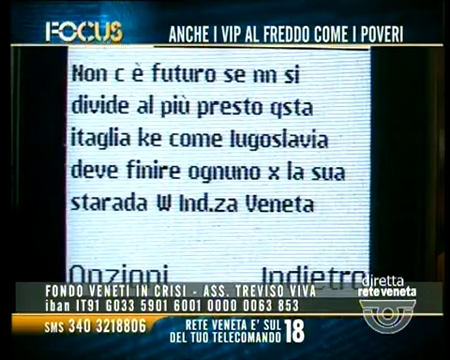 FOCUS
ANCHE I VIP AL FREDDO COME I POVERI
Non c è futuro se nn si
divide al più presto qsta
itaglia ke come Iugoslavia
deve finire ognuno x la sua
starada W Ind.za Veneta
Opzioni Indietro
FONDO VENETI IN CRISI - ASS. TREVISO VIVA
iban IT91 G033 5901 6001 0000 0063 853
diretta
reteveneta
SMS 340 3218806
RETE VENETA E' SUL
DEL TUO TELECOMANDO 18